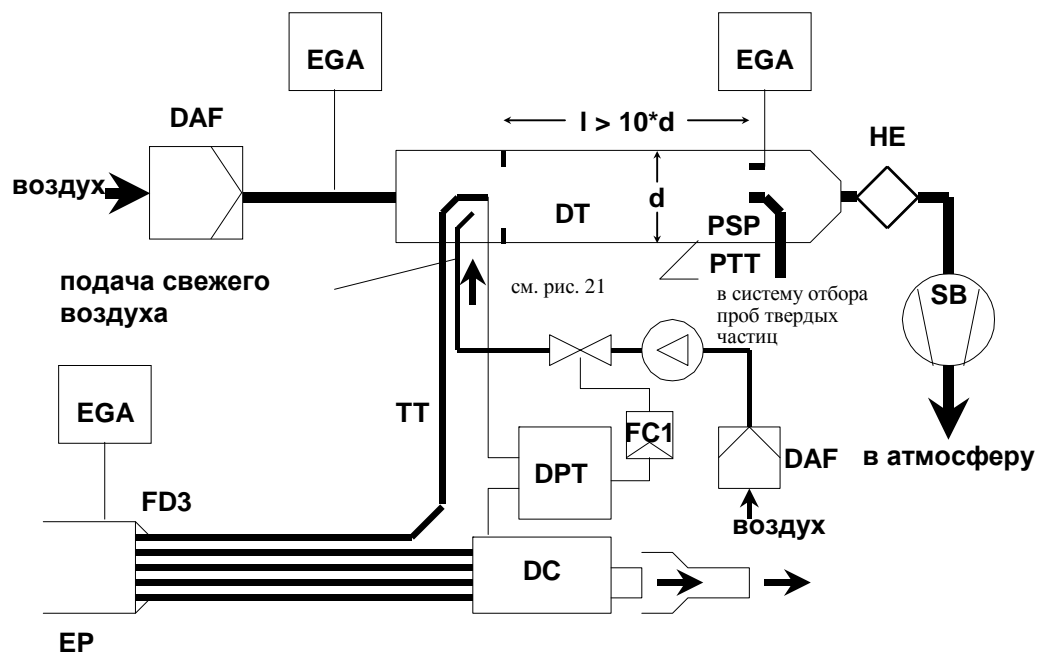 EGA
EGA
DAF
l > 10*d
HE
воздух
d
DT
PSP
PTT
подача свежего
воздуха
см. рис. 21
в систему отбора
проб твердых
частиц
SB
EGA
TT
FC1
DPT
DAF
в атмосферу
FD3
воздух
DC
EP